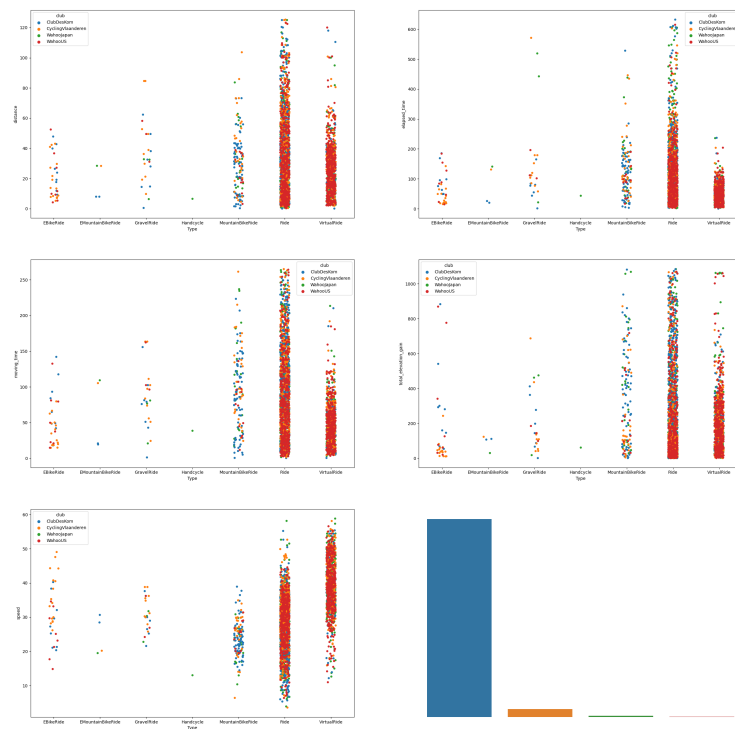 club
ClubDesKom
CyclingVlaanderen
WahooJapan
WahooUS
distance
120
100
80
60
40
20
0
EBikeRide EMountainBikeRide GravelRide Handcycle MountainBikeRide Ride VirtualRide
Type
club
ClubDesKom
CyclingVlaanderen
WahooJapan
WahooUS
elapsed_time
600
500
400
300
200
100
0
EBikeRide EMountainBikeRide GravelRide Handcycle MountainBikeRide Ride VirtualRide
Type
club
ClubDesKom
CyclingVlaanderen
WahooJapan
WahooUS
moving_time
250
200
150
100
50
0
EBikeRide EMountainBikeRide GravelRide Handcycle MountainBikeRide Ride VirtualRide
Type
club
ClubDesKom
CyclingVlaanderen
WahooJapan
WahooUS
total_elevation_gain
1000
800
600
400
200
0
EBikeRide EMountainBikeRide GravelRide Handcycle MountainBikeRide Ride VirtualRide
Type
club
ClubDesKom
CyclingVlaanderen
WahooJapan
WahooUS
speed
60
50
40
30
20
10
EBikeRide EMountainBikeRide GravelRide Handcycle MountainBikeRide Ride VirtualRide
Type